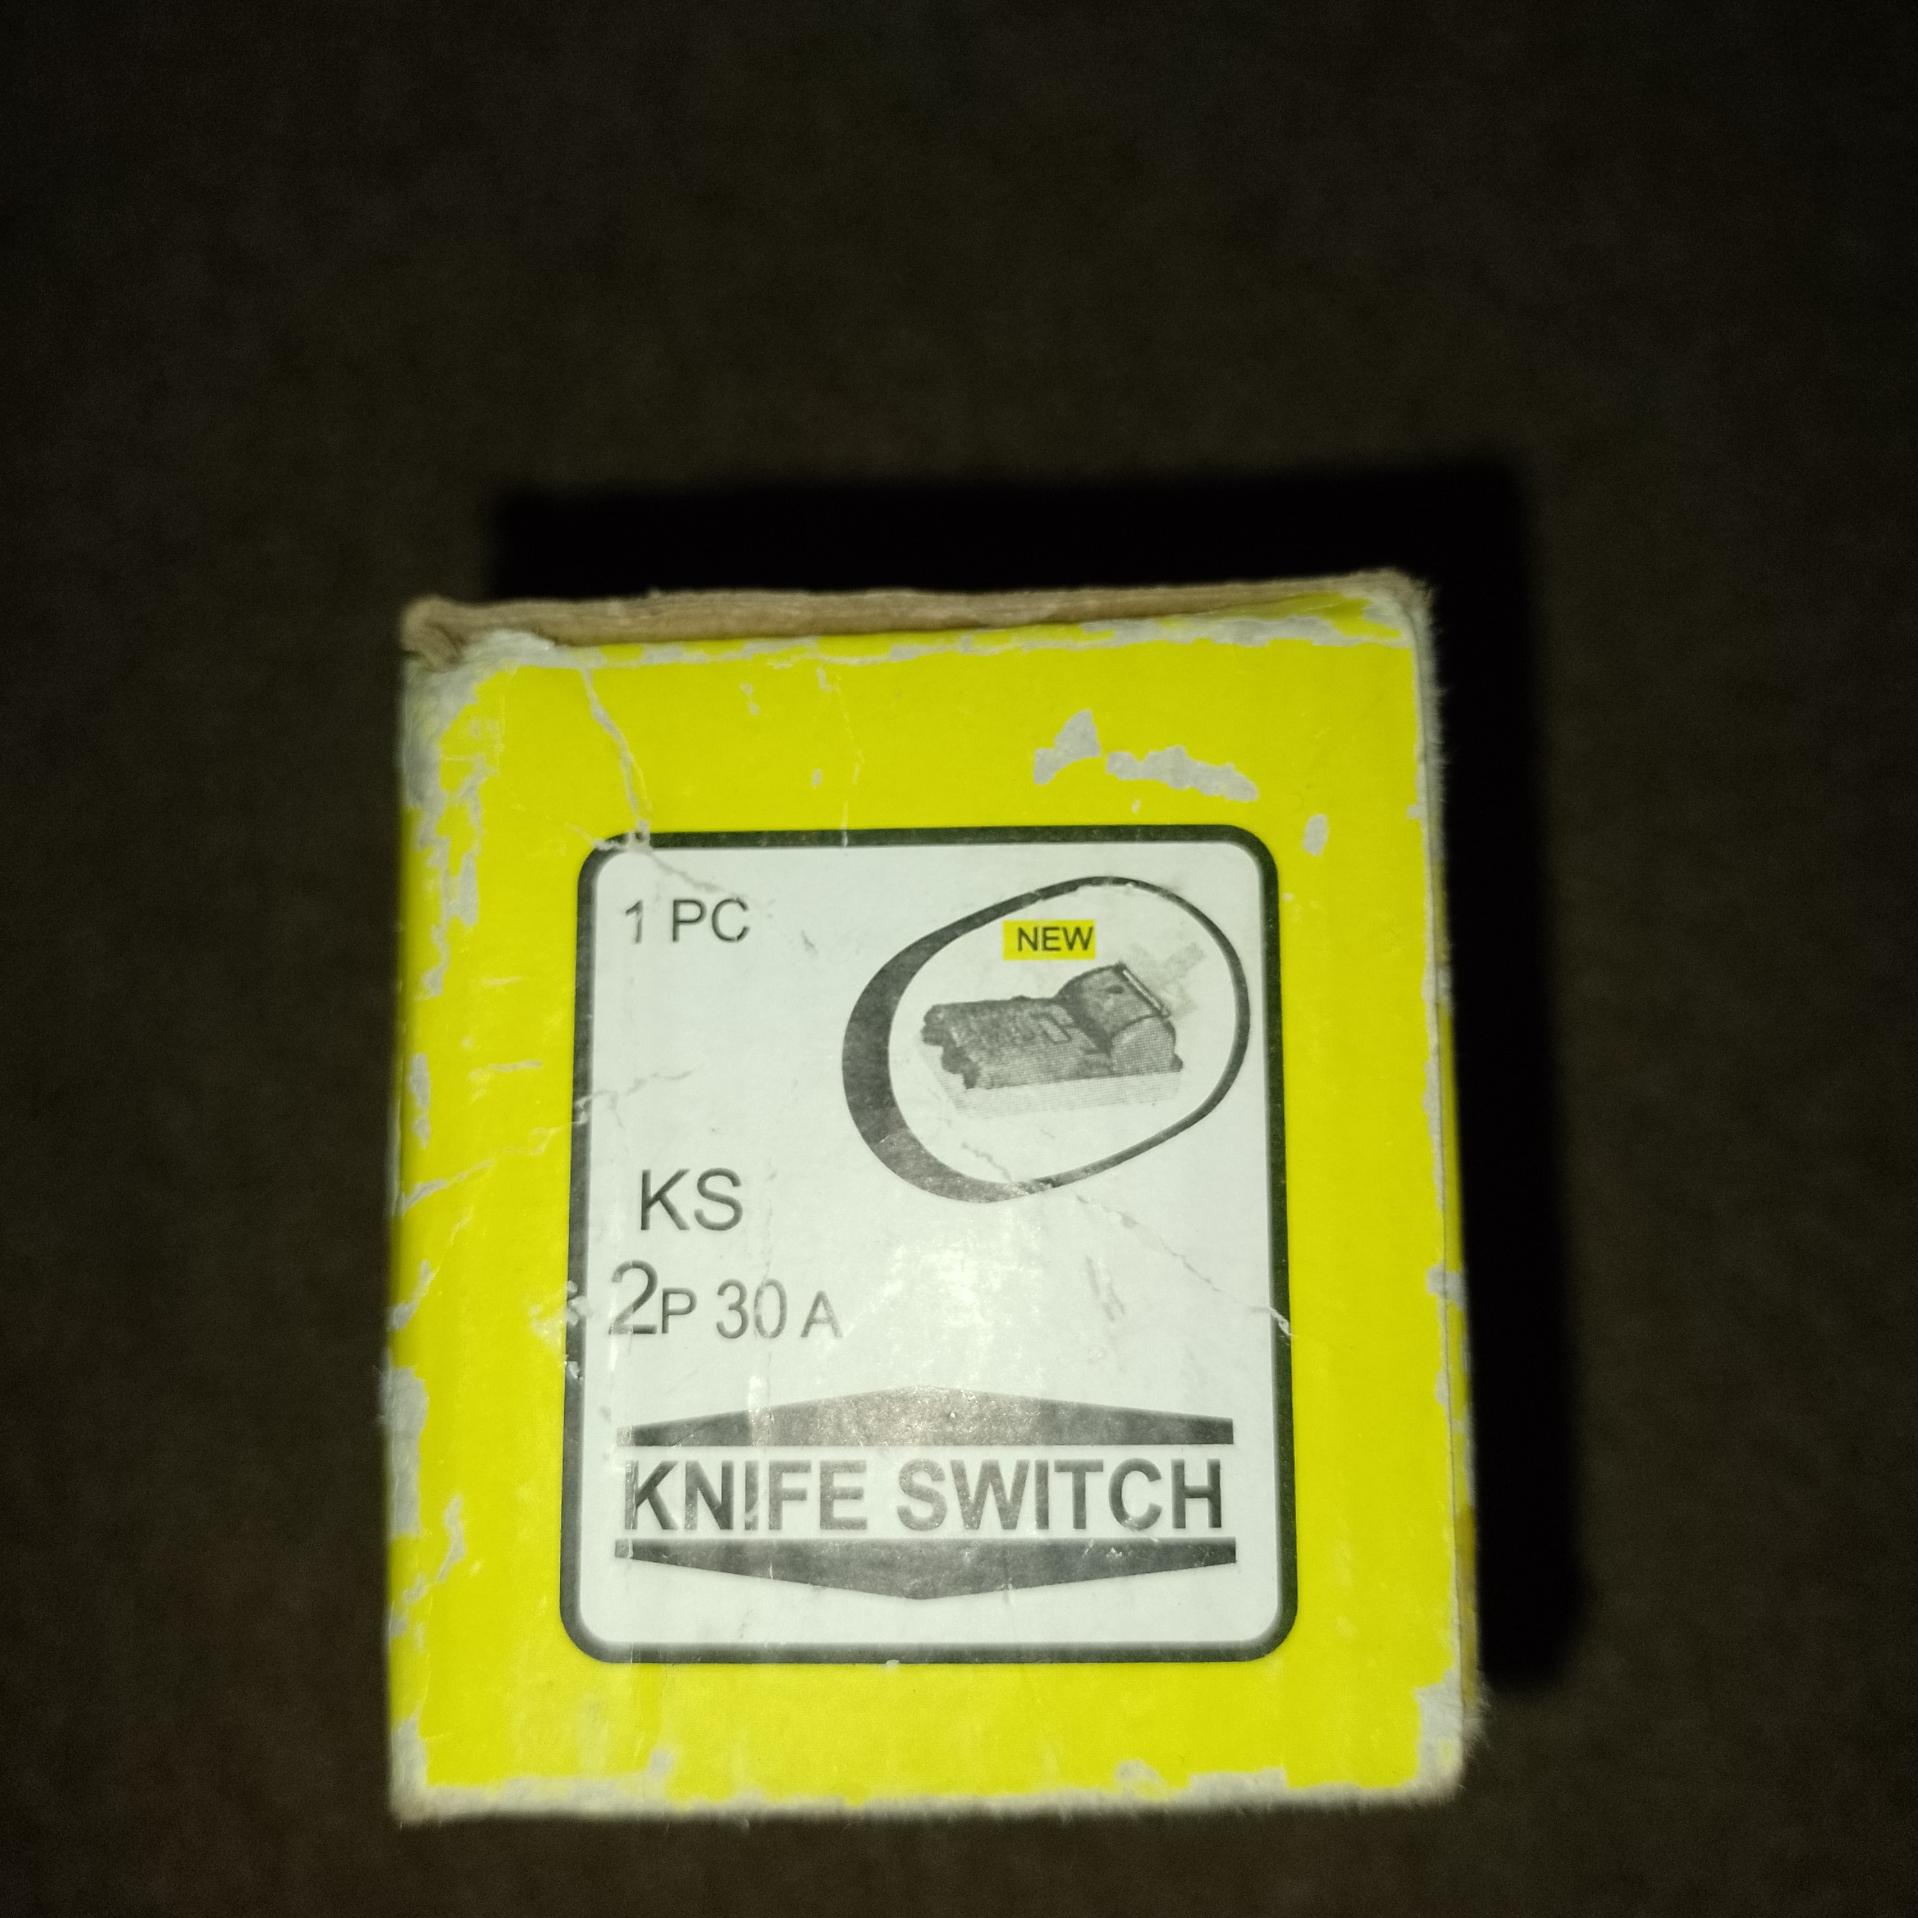 1 PC
NEW
KS
2P 30 A
KNIFE SWITCH